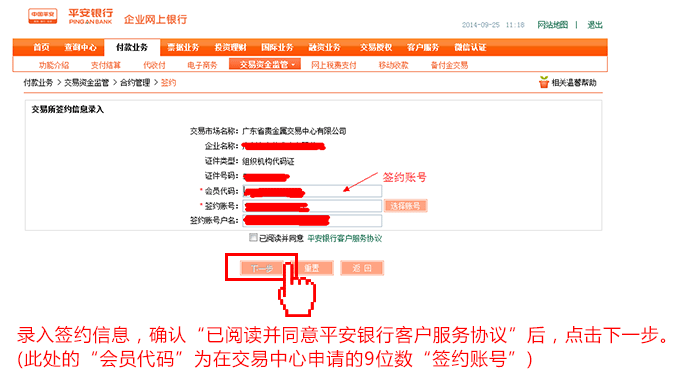 中国平安 平安银行 PINGAN BANK 企业网上银行
2014-09-25 11:18 网站地图 | 退出
首页 查询中心 付款业务 票据业务 投资理财 国际业务 融资业务 交易授权 客户服务 微信认证
功能介绍 支付结算 代收付 电子商务 交易资金监管 网上税费支付 移动收款 备付金交易
付款业务 > 交易资金监管 > 合约管理 > 签约 相关温馨帮助
交易所签约信息录入
交易市场名称: 广东省贵金属交易中心有限公司
企业名称:
证件类型: 组织机构代码证
证件号码:
签约账号
* 会员代码:
* 签约账号: 选择账号
签约账号户名:
已阅读并同意 平安银行客户服务协议
下一步 重置 返回
录入签约信息，确认“已阅读并同意平安银行客户服务协议”后，点击下一步。
(此处的“会员代码”为在交易中心申请的9位数“签约账号”)